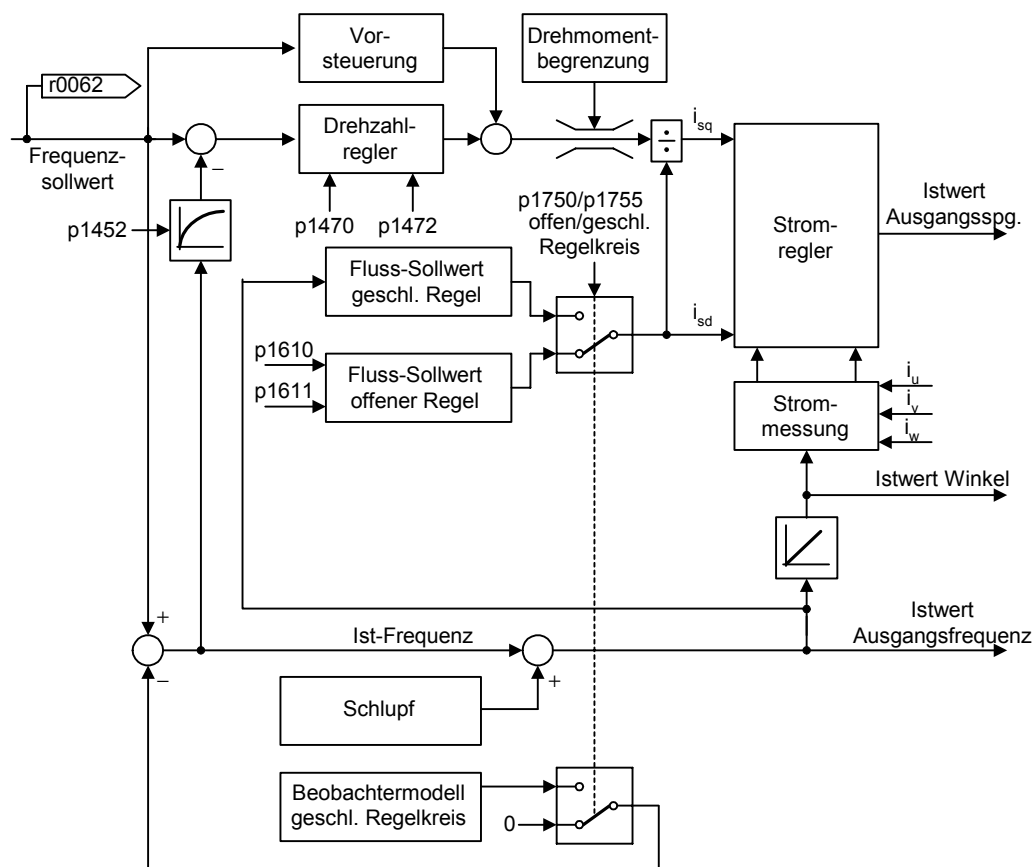 Vor-
steuerung
Drehmoment-
begrenzung
r0062
Drehzahl-
regler
Frequenz-
sollwert
−
p1452
p1470
p1472
÷
isq
p1750/p1755
offen/geschl.
Regelkreis
Strom-
regler
Istwert
Ausgangsspg.
Fluss-Sollwert
geschl. Regel
isd
p1610
p1611
Fluss-Sollwert
offener Regel
Strom-
messung
iu
iv
iw
Istwert Winkel
+
−
Ist-Frequenz
+
Istwert
Ausgangsfrequenz
Schlupf
Beobachtermodell
geschl. Regelkreis
0